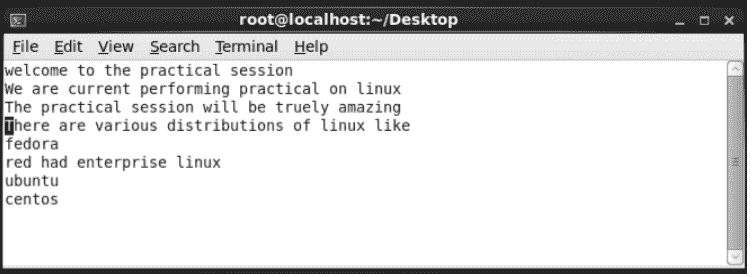 root@localhost:~/Desktop
File Edit View Search Terminal Help
welcome to the practical session
We are current performing practical on linux
The practical session will be truely amazing
There are various distributions of linux like
fedora
red had enterprise linux
ubuntu
centos